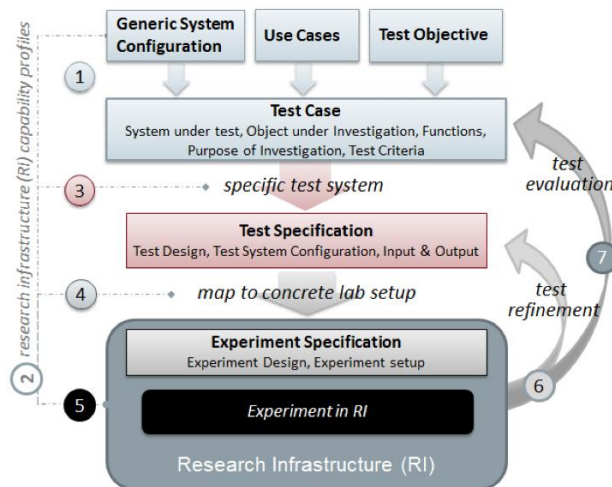 Generic System
Configuration
Use Cases
Test Objective
1
Test Case
System under test, Object under Investigation, Functions,
Purpose of Investigation, Test Criteria
3
specific test system
test
evaluation
Test Specification
Test Design, Test System Configuration, Input & Output
7
4
map to concrete lab setup
test
refinement
Experiment Specification
Experiment Design, Experiment setup
2
research infrastructure (RI) capability profiles
5
Experiment in RI
6
Research Infrastructure (RI)